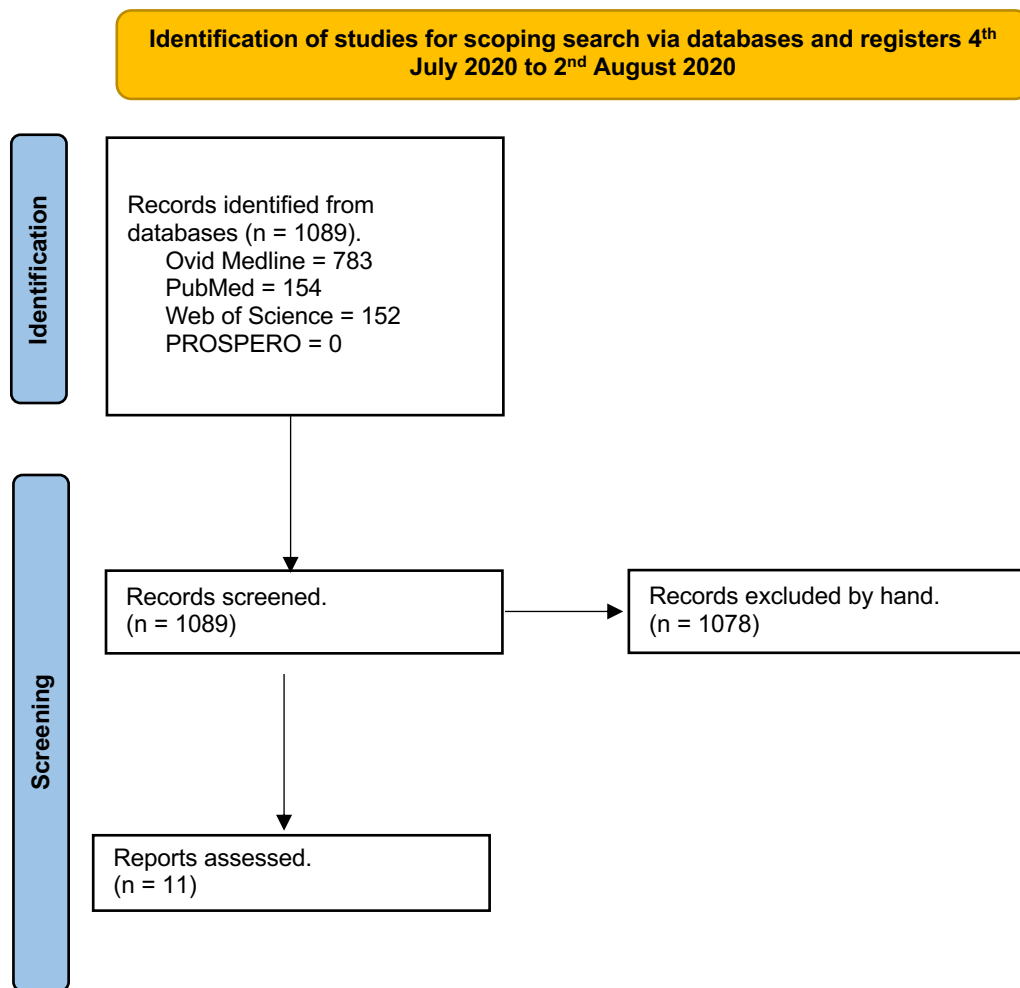 Identification of studies for scoping search via databases and registers 4th
July 2020 to 2nd August 2020
Identification
Records identified from
databases (n = 1089).
Ovid Medline = 783
PubMed = 154
Web of Science = 152
PROSPERO = 0
Screening
Records screened.
(n = 1089)
Records excluded by hand.
(n = 1078)
Reports assessed.
(n = 11)